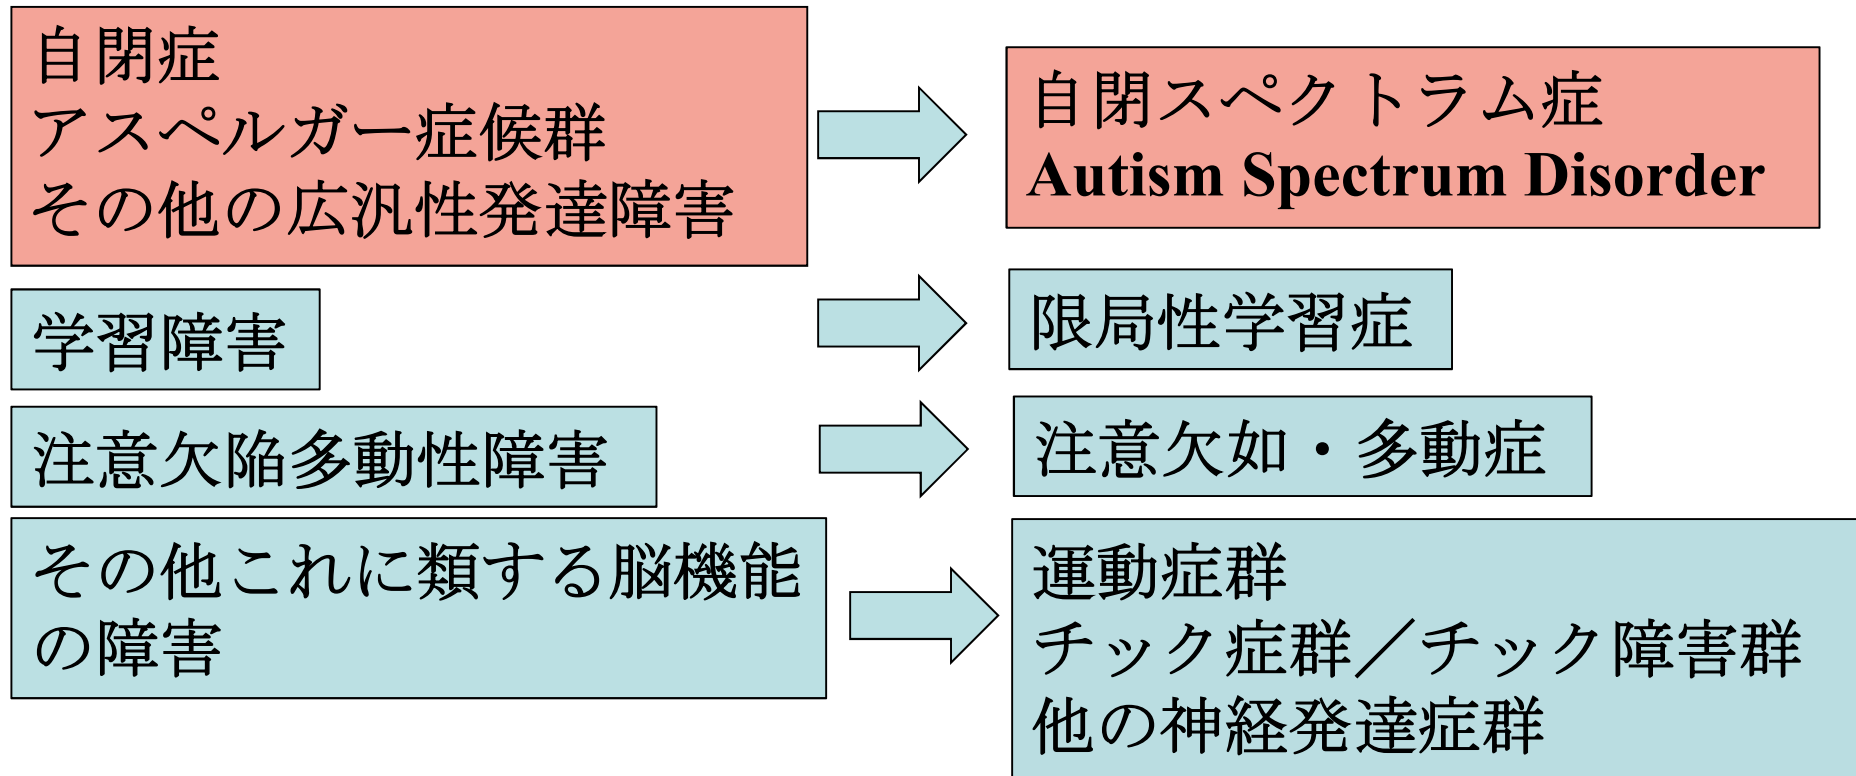 自閉症
アスペルガー症候群
その他の広汎性発達障害
自閉スペクトラム症
Autism Spectrum Disorder
学習障害
限局性学習症
注意欠陥多動性障害
注意欠如・多動症
その他これに類する脳機能
の障害
運動症群
チック症群／チック障害群
他の神経発達症群